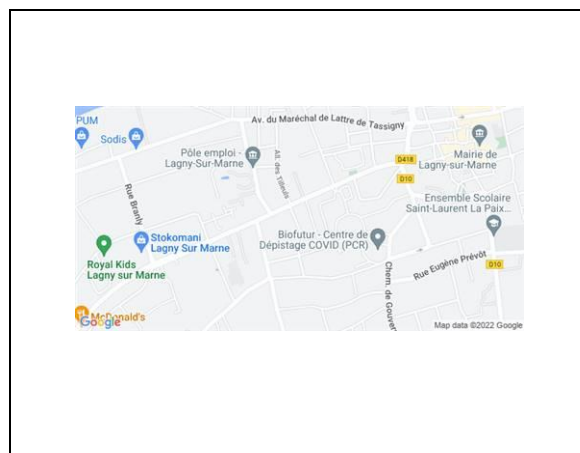 PUM
Sodis
Av. du Maréchal de Lattre de Tassigny
Pôle emploi -
Lagny-Sur-Marne
All. des Tilleuls
Mairie de
Lagny-sur-Marne
D418
D10
Rue Branly
Ensemble Scolaire
Saint-Laurent La Paix...
Stokomani
Lagny Sur Marne
Biofutur - Centre de
Dépistage COVID (PCR)
Royal Kids
Lagny sur Marne
Rue Eugène Prévôt
D10
Chem. de Gouver
McDonald's
Google
Map data ©2022 Google